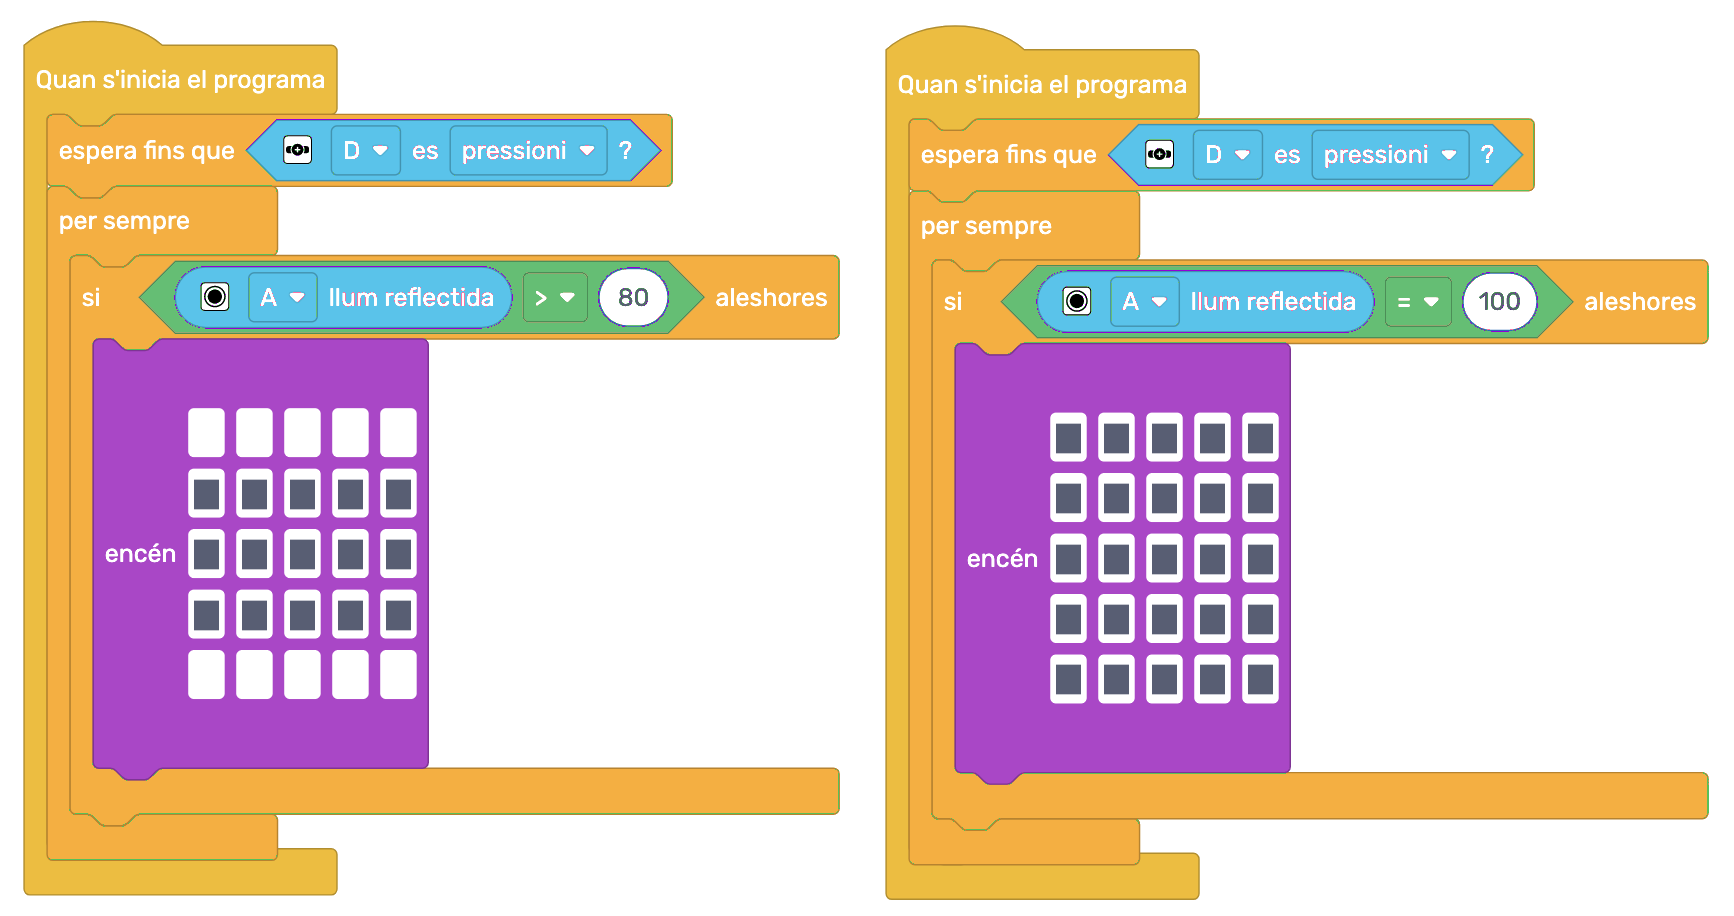 Quan s'inicia el programa
espera fins que D es pressioni ?
per sempre
si A llum reflectida > 80 aleshores
encén
Quan s'inicia el programa
espera fins que D es pressioni ?
per sempre
si A llum reflectida = 100 aleshores
encén